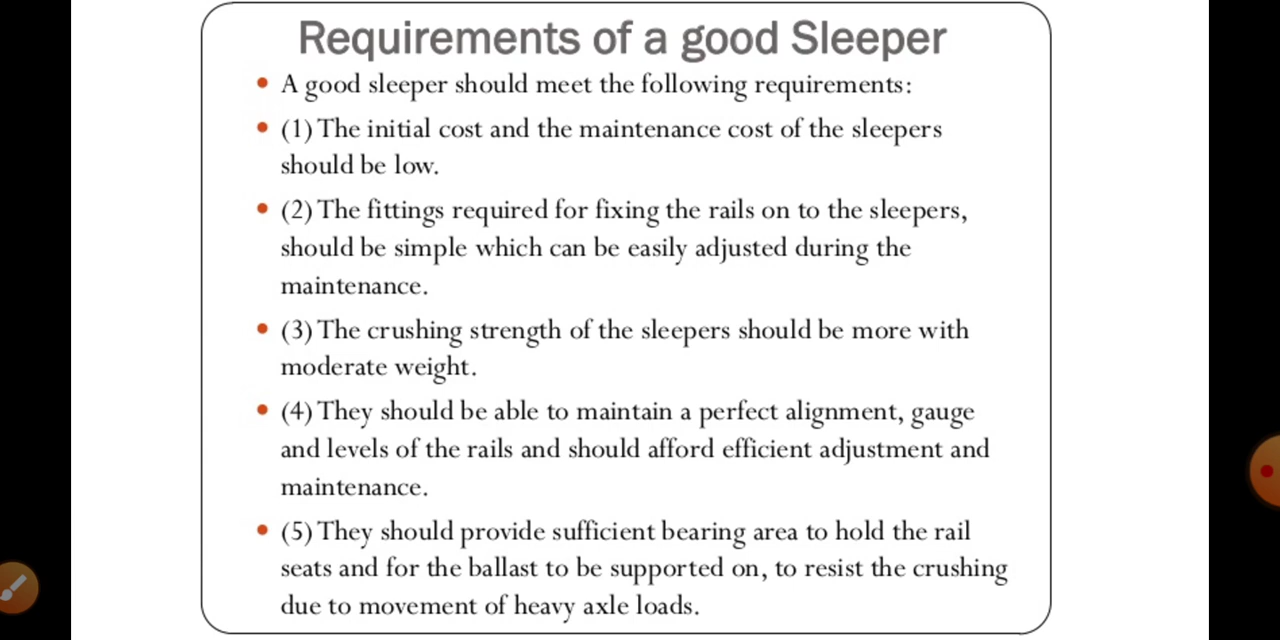 Requirements of a good Sleeper
• A good sleeper should meet the following requirements:
• (1) The initial cost and the maintenance cost of the sleepers
should be low.
• (2) The fittings required for fixing the rails on to the sleepers,
should be simple which can be easily adjusted during the
maintenance.
• (3) The crushing strength of the sleepers should be more with
moderate weight.
• (4) They should be able to maintain a perfect alignment, gauge
and levels of the rails and should afford efficient adjustment and
maintenance.
• (5) They should provide sufficient bearing area to hold the rail
seats and for the ballast to be supported on, to resist the crushing
due to movement of heavy axle loads.